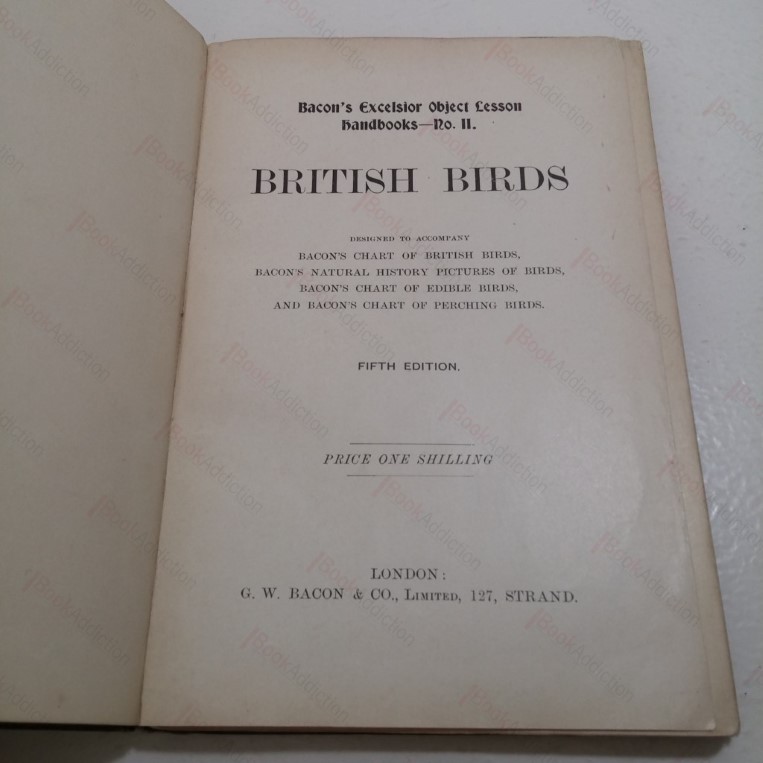 Bacon's Excelsior Object Lesson
Handbooks—No. II.
BRITISH BIRDS
DESIGNED TO ACCOMPANY
BACON'S CHART OF BRITISH BIRDS,
BACON'S NATURAL HISTORY PICTURES OF BIRDS,
BACON'S CHART OF EDIBLE BIRDS,
AND BACON'S CHART OF PERCHING BIRDS.
FIFTH EDITION.
PRICE ONE SHILLING
LONDON:
G. W. BACON & CO., LIMITED, 127, STRAND.
BookAddiction